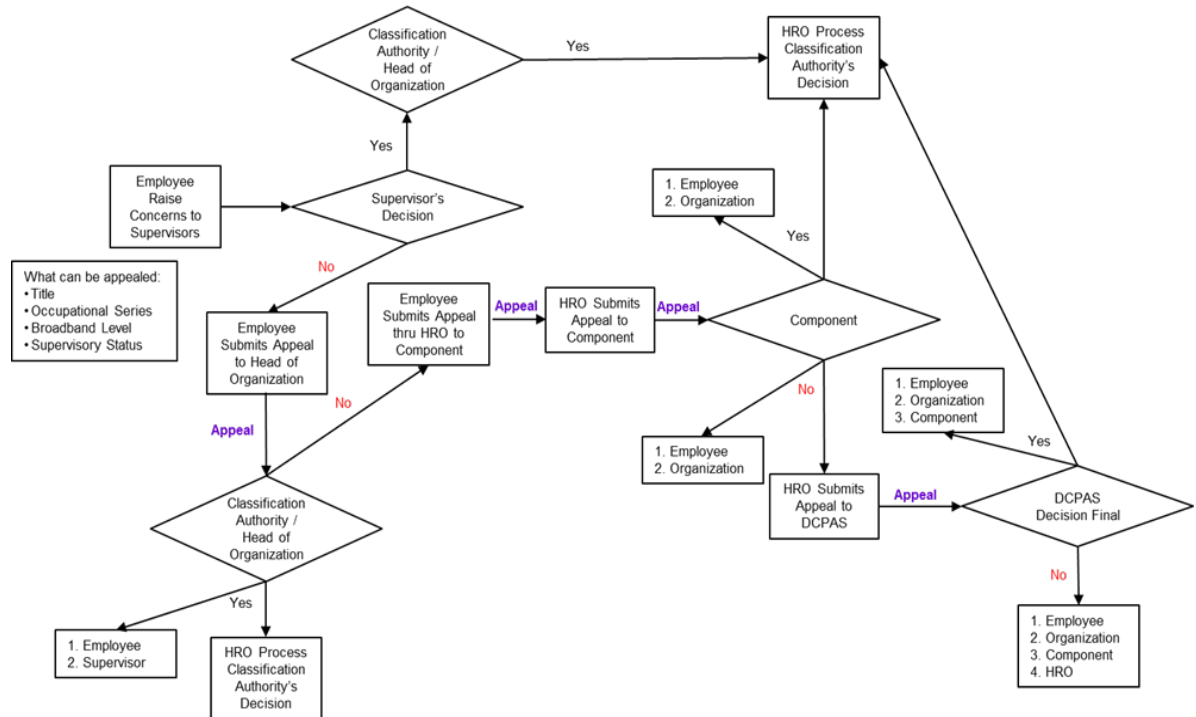 Classification
Authority /
Head of
Organization
Yes
HRO Process
Classification
Authority's
Decision
Yes
Employee
Raise
Concerns to
Supervisors
Supervisor's
Decision
1. Employee
2. Organization
Yes
No
What can be appealed:
• Title
• Occupational Series
• Broadband Level
• Supervisory Status
Employee
Submits Appeal
to Head of
Organization
Employee
Submits Appeal
thru HRO to
Component
Appeal
HRO Submits
Appeal to
Component
Appeal
Component
No
No
Appeal
1. Employee
2. Organization
1. Employee
2. Organization
3. Component
Yes
Classification
Authority /
Head of
Organization
HRO Submits
Appeal to
DCPAS
Appeal
DCPAS
Decision Final
No
Yes
1. Employee
2. Supervisor
HRO Process
Classification
Authority's
Decision
1. Employee
2. Organization
3. Component
4. HRO